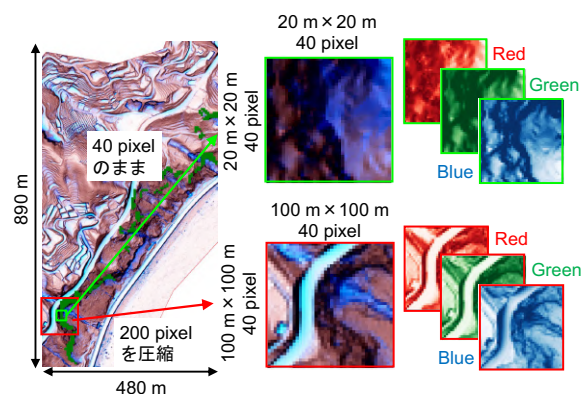 20 m×20 m
40 pixel
Red
Green
Blue
20 m×20 m
40 pixel
40 pixel
のまま
890 m
100 m×100 m
40 pixel
Red
Green
Blue
100 m×100 m
40 pixel
200 pixel
を圧縮
480 m